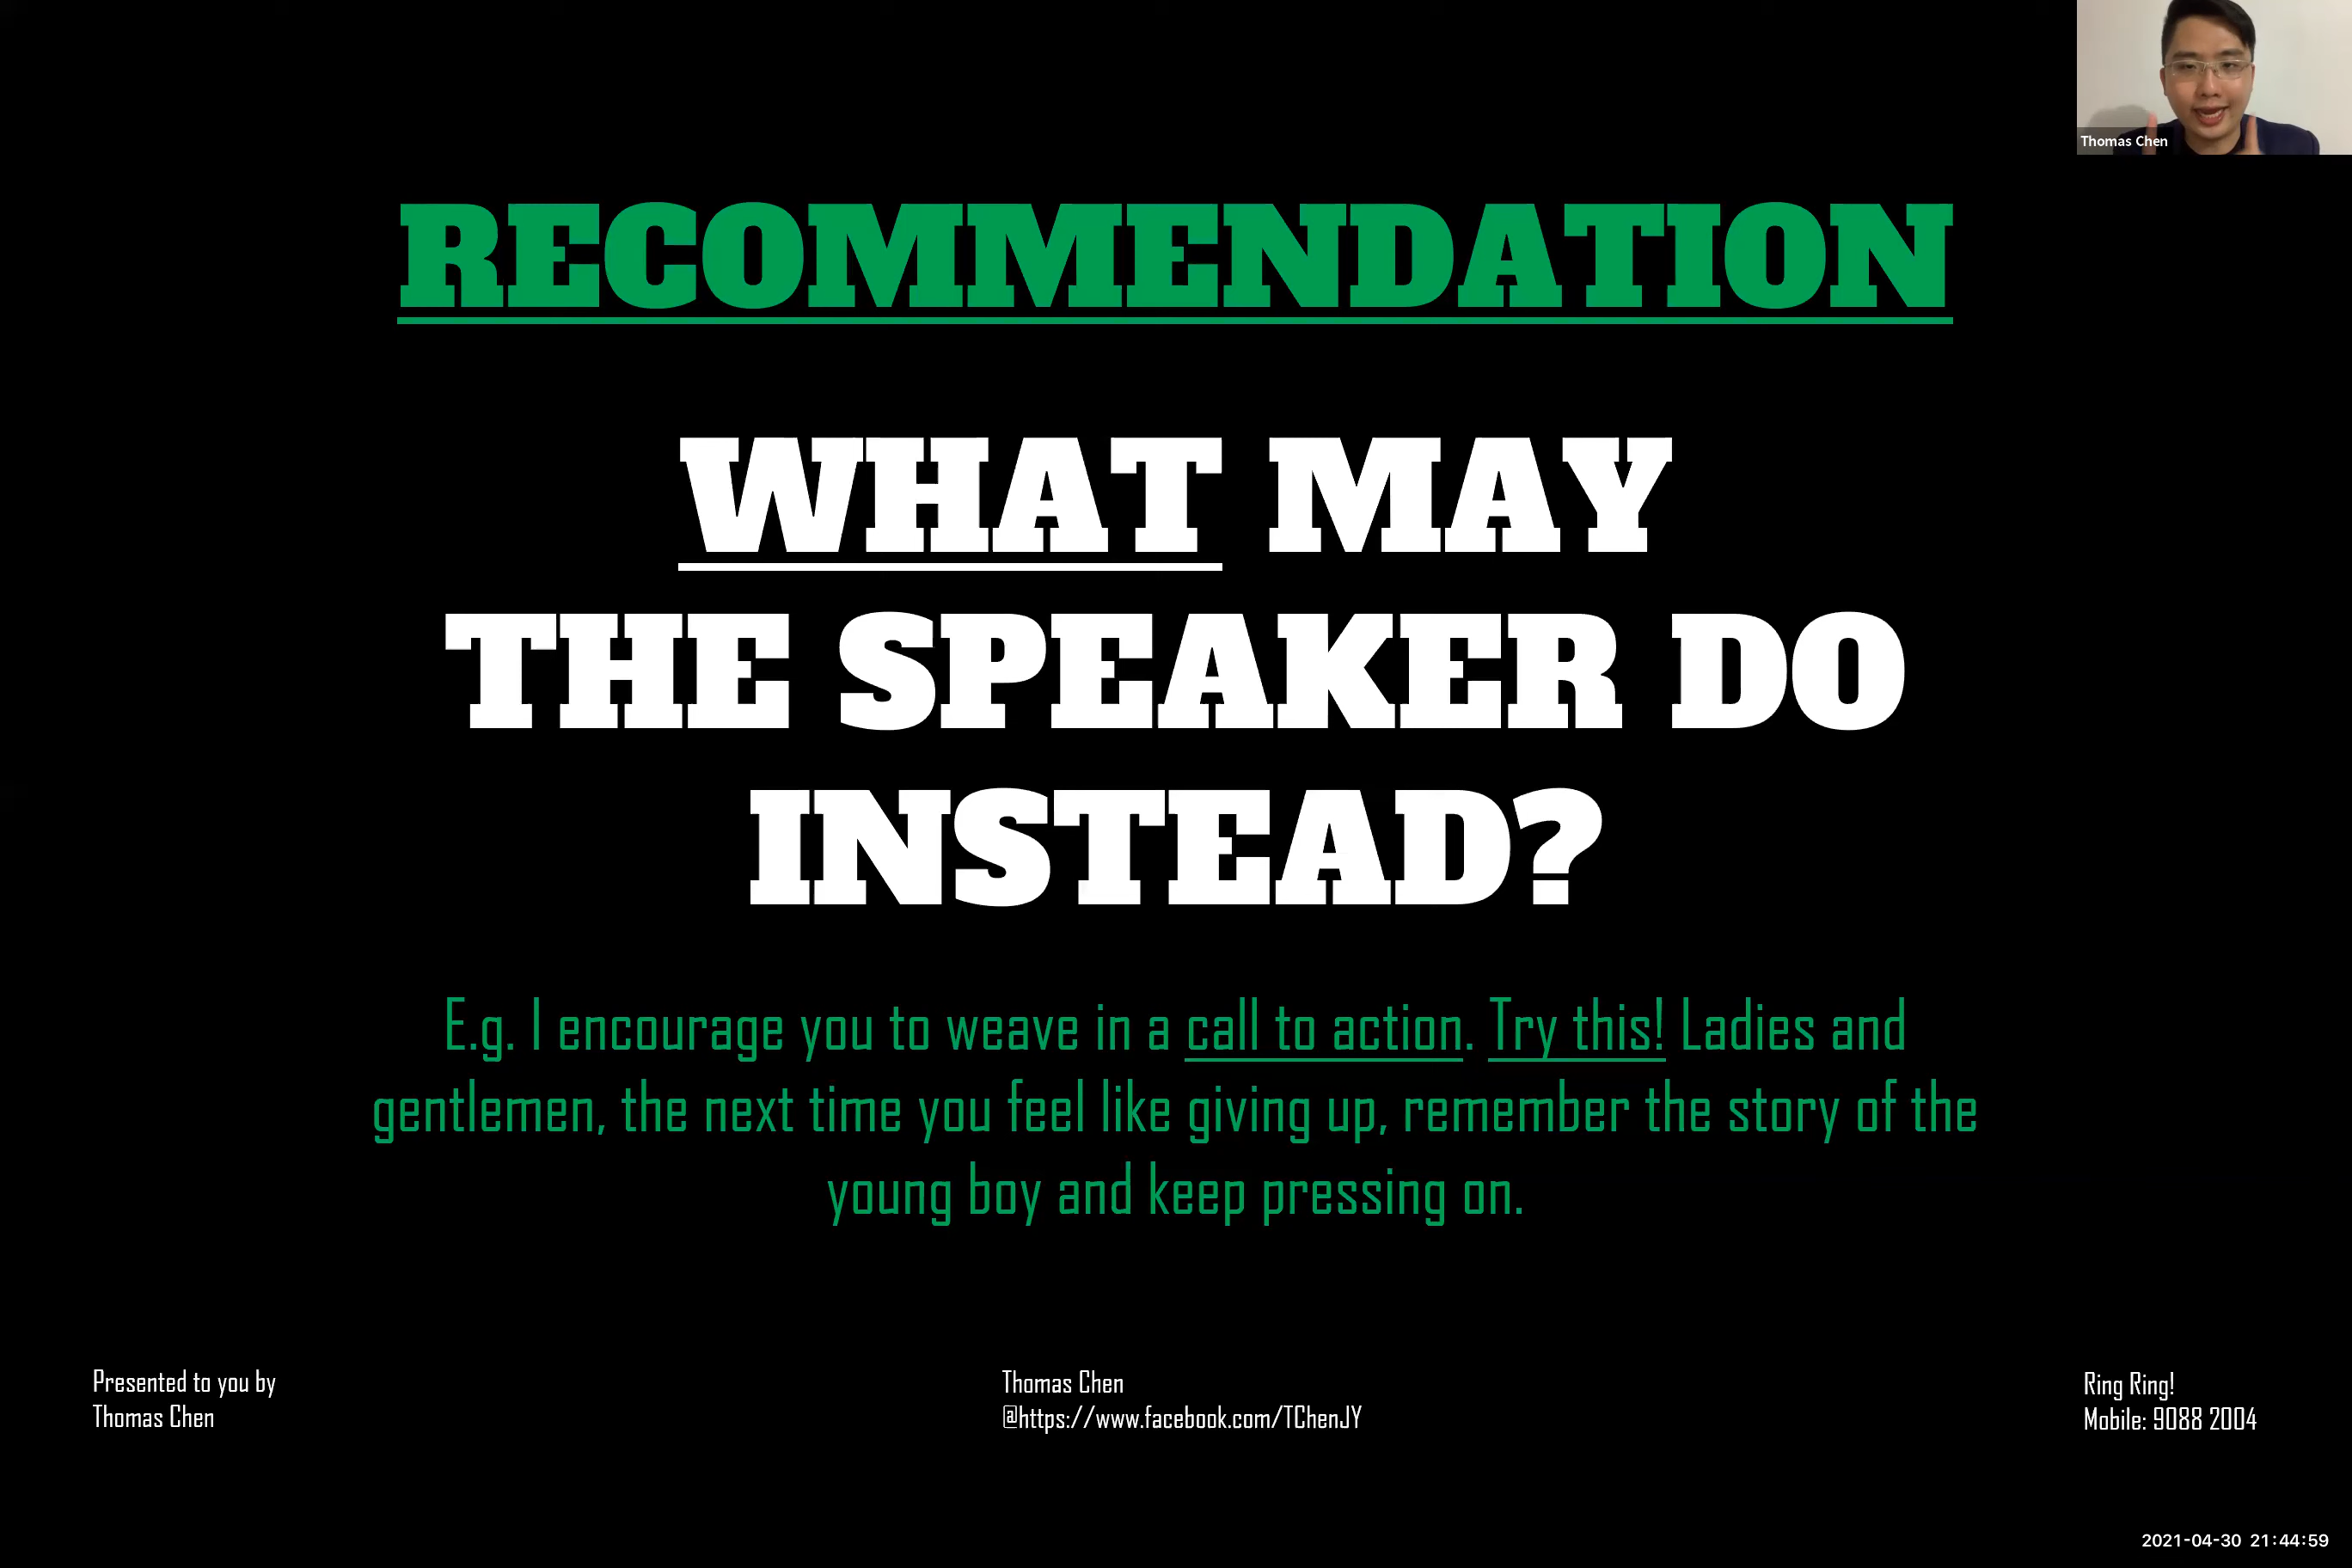 Thomas Chen
RECOMMENDATION
WHAT MAY
THE SPEAKER DO
INSTEAD?
E.g. I encourage you to weave in a call to action. Try this! Ladies and
gentlemen, the next time you feel like giving up, remember the story of the
young boy and keep pressing on.
Presented to you by
Thomas Chen
Thomas Chen
@https://www.facebook.com/TChenJY
Ring Ring!
Mobile: 9088 2004
2021-04-30 21:44:59